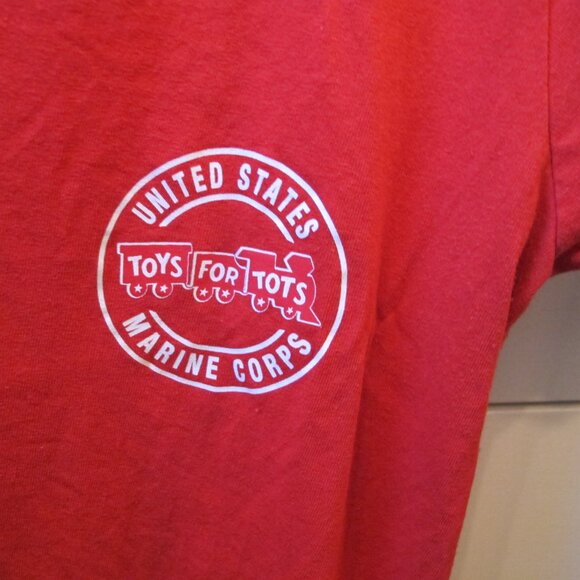 UNITED STATES
TOYS FOR TOTS
MARINE CORPS